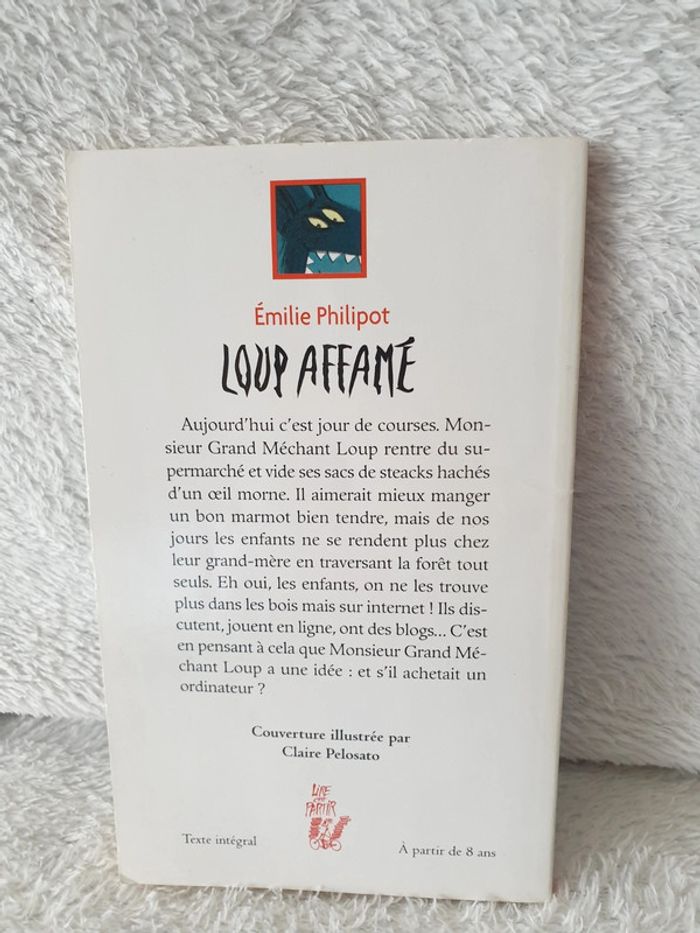 Émilie Philipot
LOUP AFFAMÉ
Aujourd'hui c'est jour de courses. Mon-
sieur Grand Méchant Loup rentre du su-
permarché et vide ses sacs de steacks hachés
d'un œil morne. Il aimerait mieux manger
un bon marmot bien tendre, mais de nos
jours les enfants ne se rendent plus chez
leur grand-mère en traversant la forêt tout
seuls. Eh oui, les enfants, on ne les trouve
plus dans les bois mais sur internet ! Ils dis-
cutent, jouent en ligne, ont des blogs... C'est
en pensant à cela que Monsieur Grand Mé-
chant Loup a une idée : et s'il achetait un
ordinateur ?
Couverture illustrée par
Claire Pelosato
LIRE
C'EST
PARTIR
Texte intégral
À partir de 8 ans